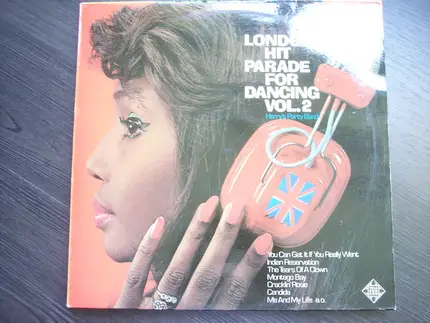 LONDON
HIT
PARADE
FOR
DANCING
VOL. 2
Henry's Party Band
You Can Get It If You Really Want
Indian Reservation
The Tears Of A Clown
Montego Bay
Cracklin' Rosie
Candida
Me And My Life a.o.